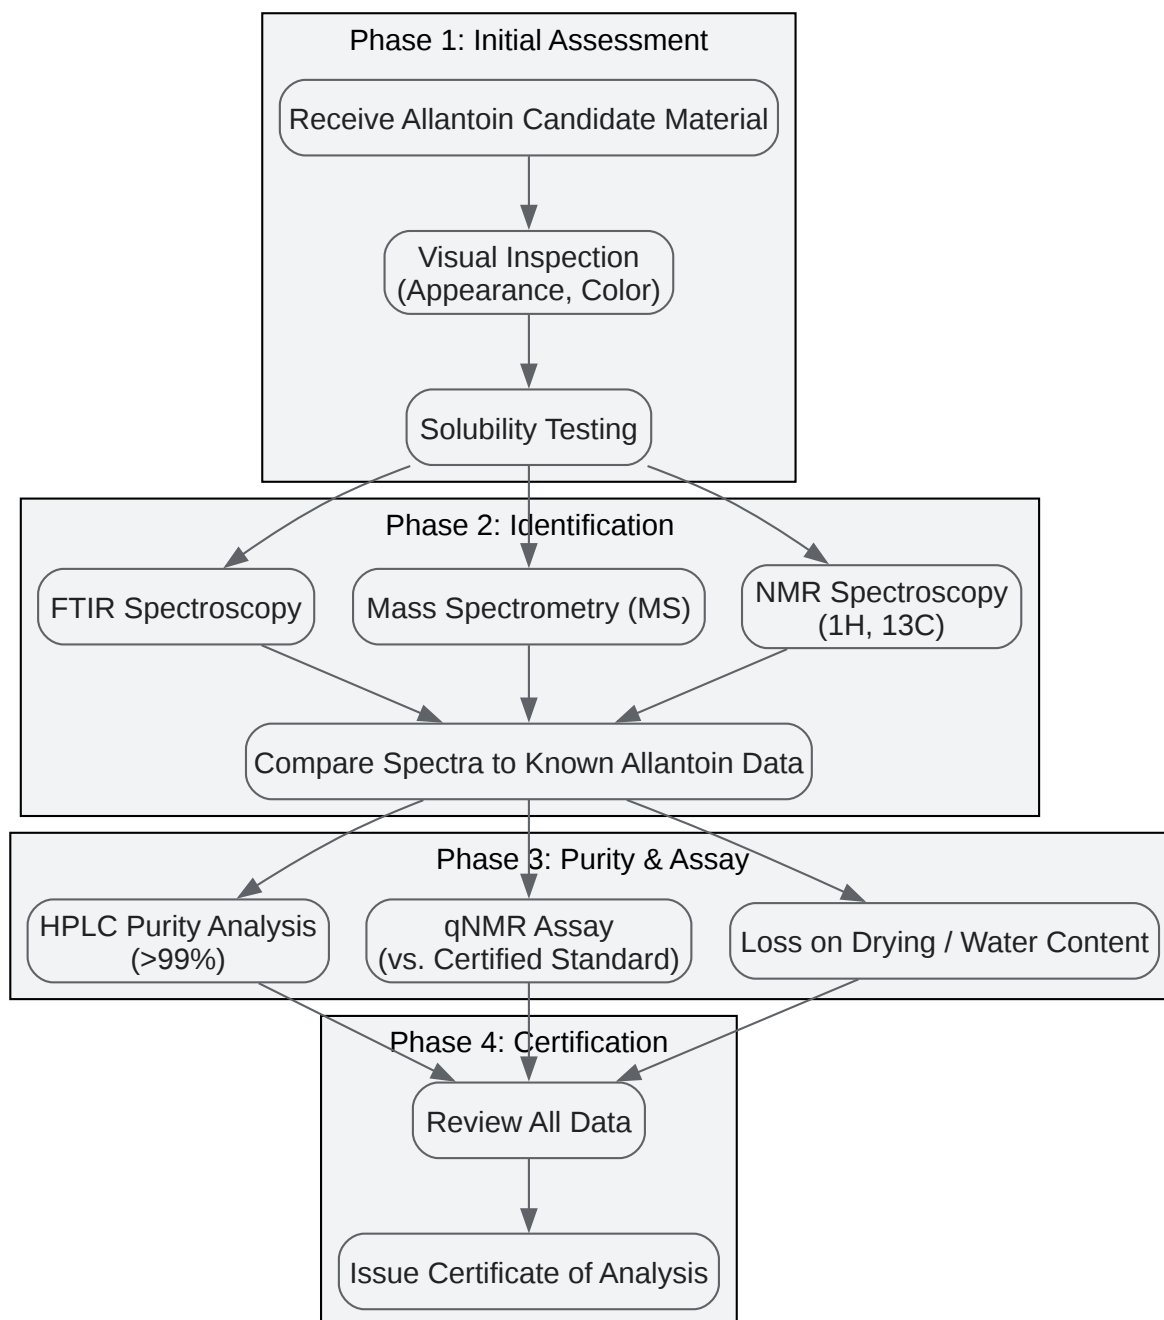 Phase 1: Initial Assessment
Receive Allantoin Candidate Material
Visual Inspection
(Appearance, Color)
Solubility Testing
Phase 2: Identification
FTIR Spectroscopy
Mass Spectrometry (MS)
NMR Spectroscopy
(1H, 13C)
Compare Spectra to Known Allantoin Data
Phase 3: Purity & Assay
HPLC Purity Analysis
(>99%)
qNMR Assay
(vs. Certified Standard)
Loss on Drying / Water Content
Phase 4: Certification
Review All Data
Issue Certificate of Analysis